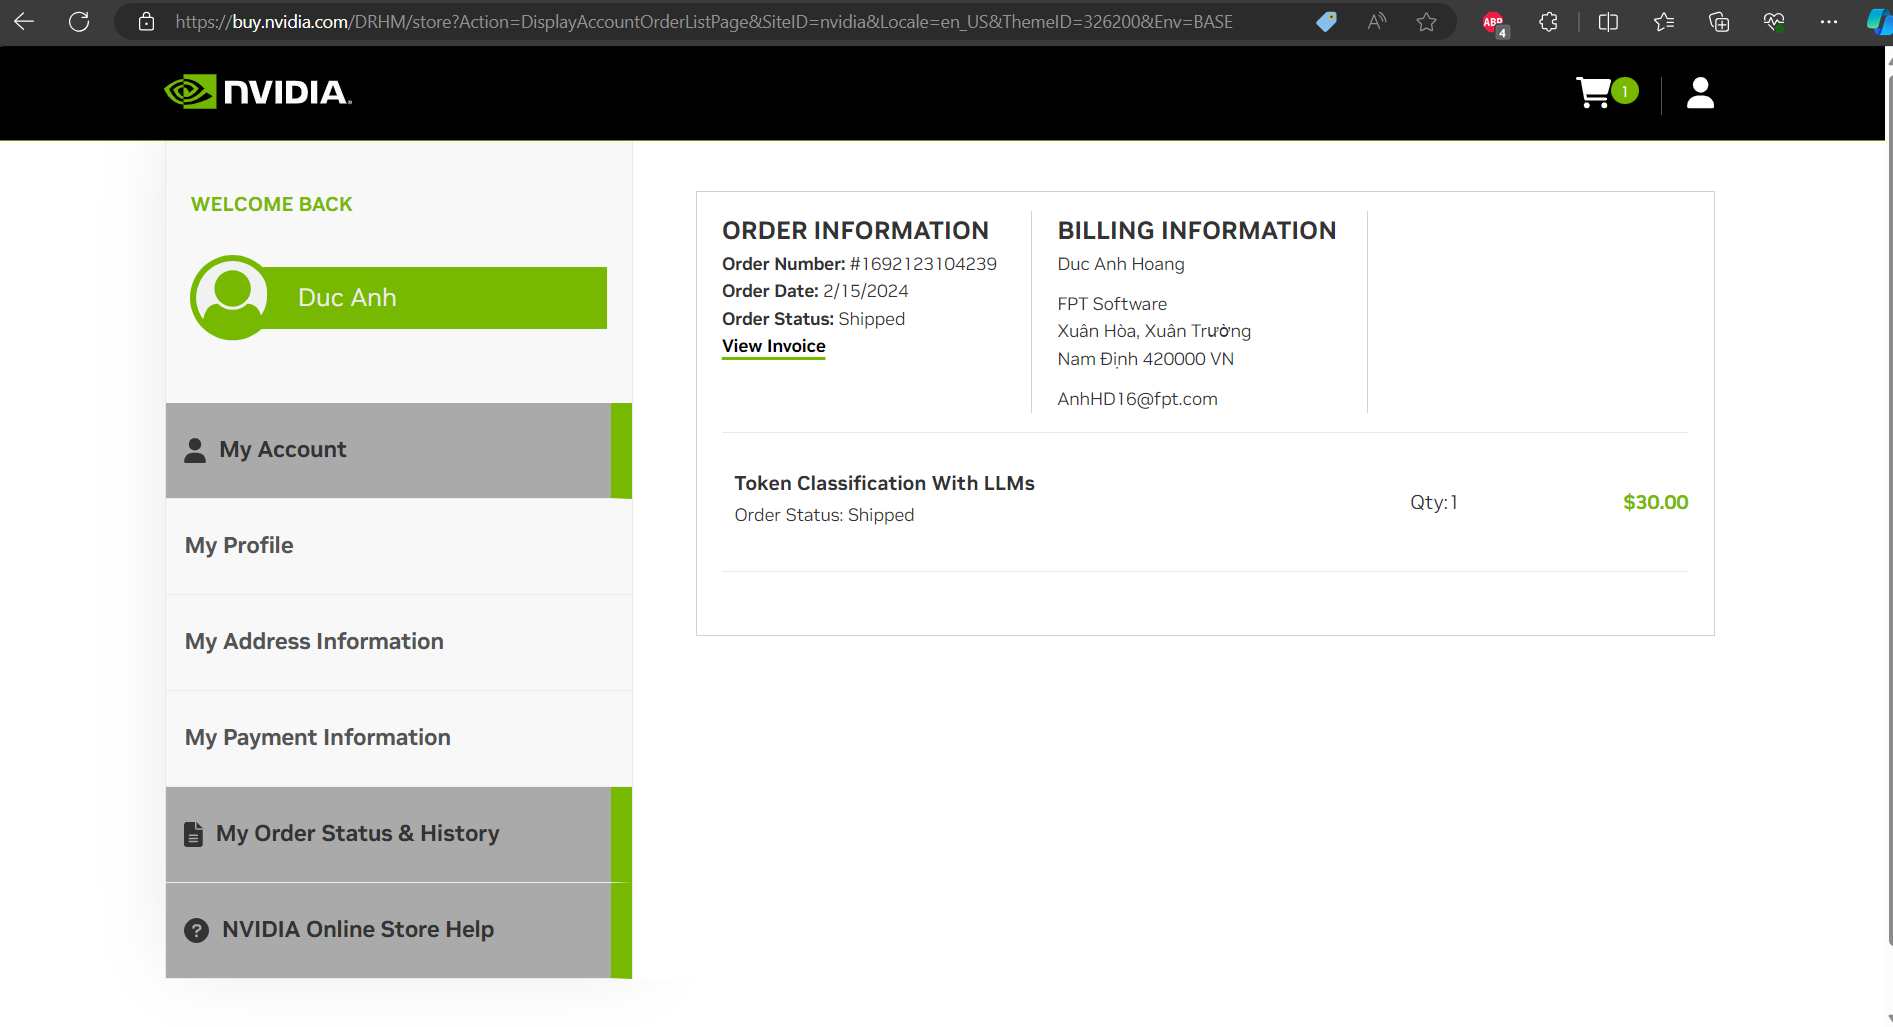 https://buy.nvidia.com/DRHM/store?Action=DisplayAccountOrderListPage&SiteID=nvidia&Locale=en_US&ThemeID=326200&Env=BASE
ABP
4
NVIDIA.
1
WELCOME BACK
Duc Anh
My Account
My Profile
My Address Information
My Payment Information
My Order Status & History
NVIDIA Online Store Help
ORDER INFORMATION
Order Number: #1692123104239
Order Date: 2/15/2024
Order Status: Shipped
View Invoice
BILLING INFORMATION
Duc Anh Hoang
FPT Software
Xuân Hòa, Xuân Trường
Nam Định 420000 VN
AnhHD16@fpt.com
Token Classification With LLMs
Order Status: Shipped
Qty:1
$30.00